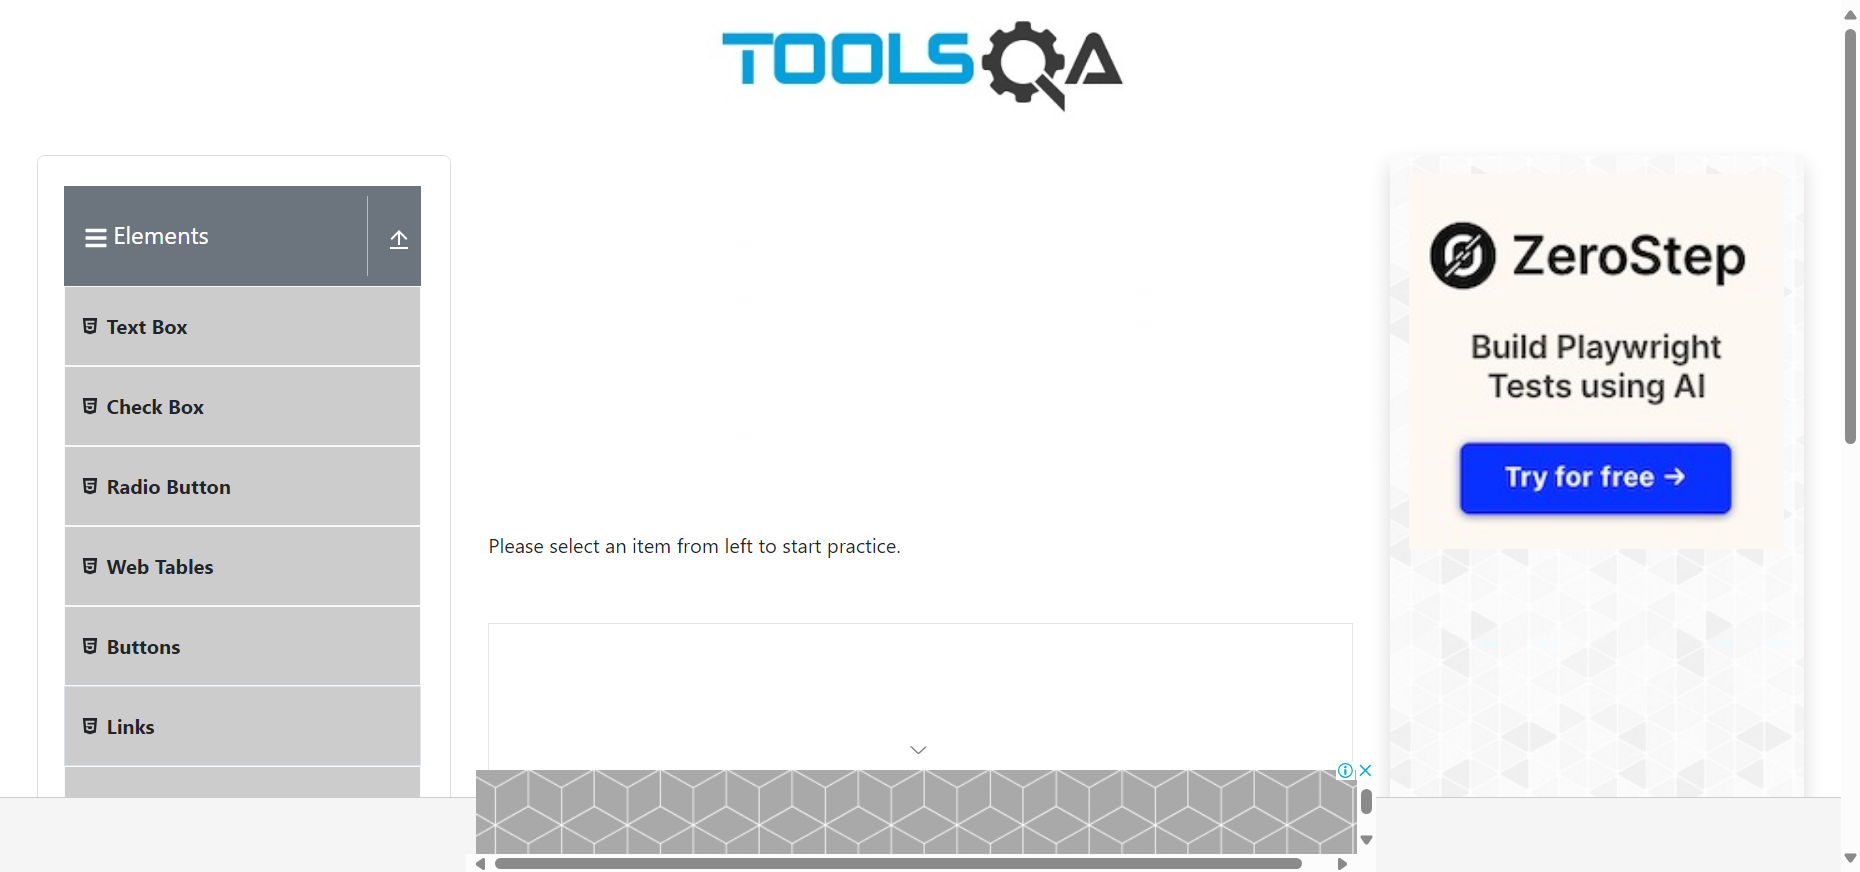 TOOLSQA
Elements
Text Box
Check Box
Radio Button
Web Tables
Buttons
Links
Please select an item from left to start practice.
ZeroStep
Build Playwright
Tests using AI
Try for free →